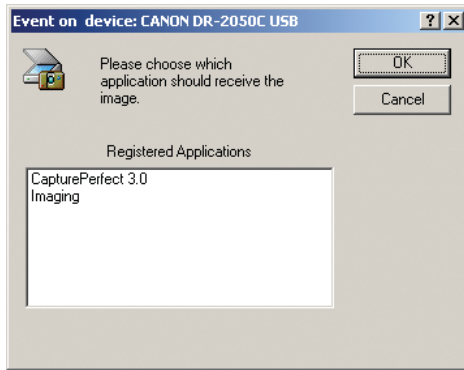 Event on device: CANON DR-2050C USB
Please choose which
application should receive the
image.
OK
Cancel
Registered Applications
CapturePerfect 3.0
Imaging